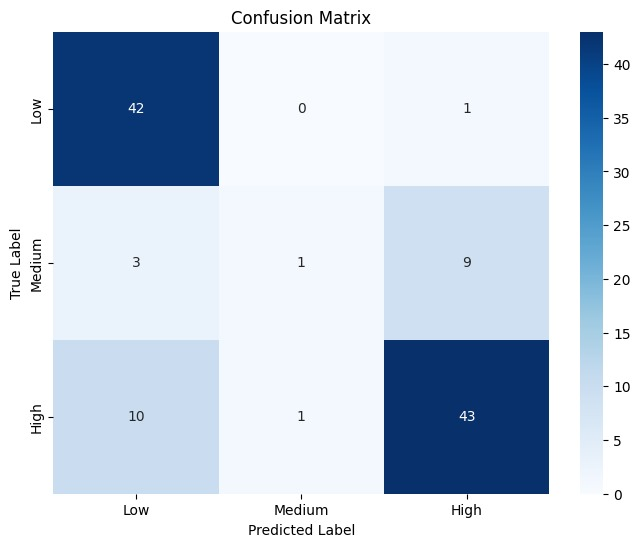 Confusion Matrix
True Label
Low
42 0 1
Medium
3 1 9
High
10 1 43
Low Medium High
Predicted Label
40
35
30
25
20
15
10
5
0